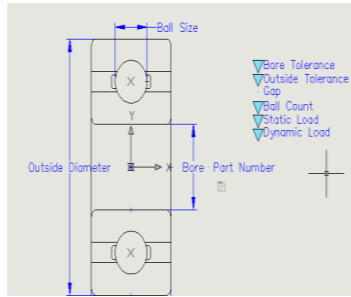 Ball Size
Bore Tolerance
Outside Tolerance
Gap
Ball Count
Static Load
Dynamic Load
X
Y
Outside Diameter
X
Bore
Part Number
X